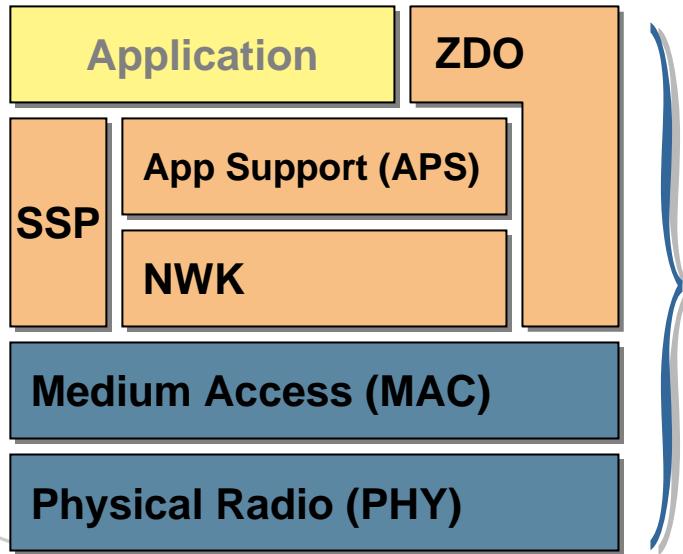 Application
ZDO
App Support (APS)
SSP
NWK
Medium Access (MAC)
Physical Radio (PHY)